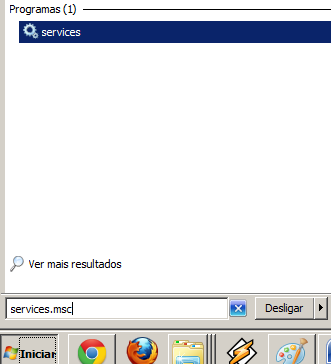 Programas (1)
services
Ver mais resultados
services.msc
Desligar
Iniciar